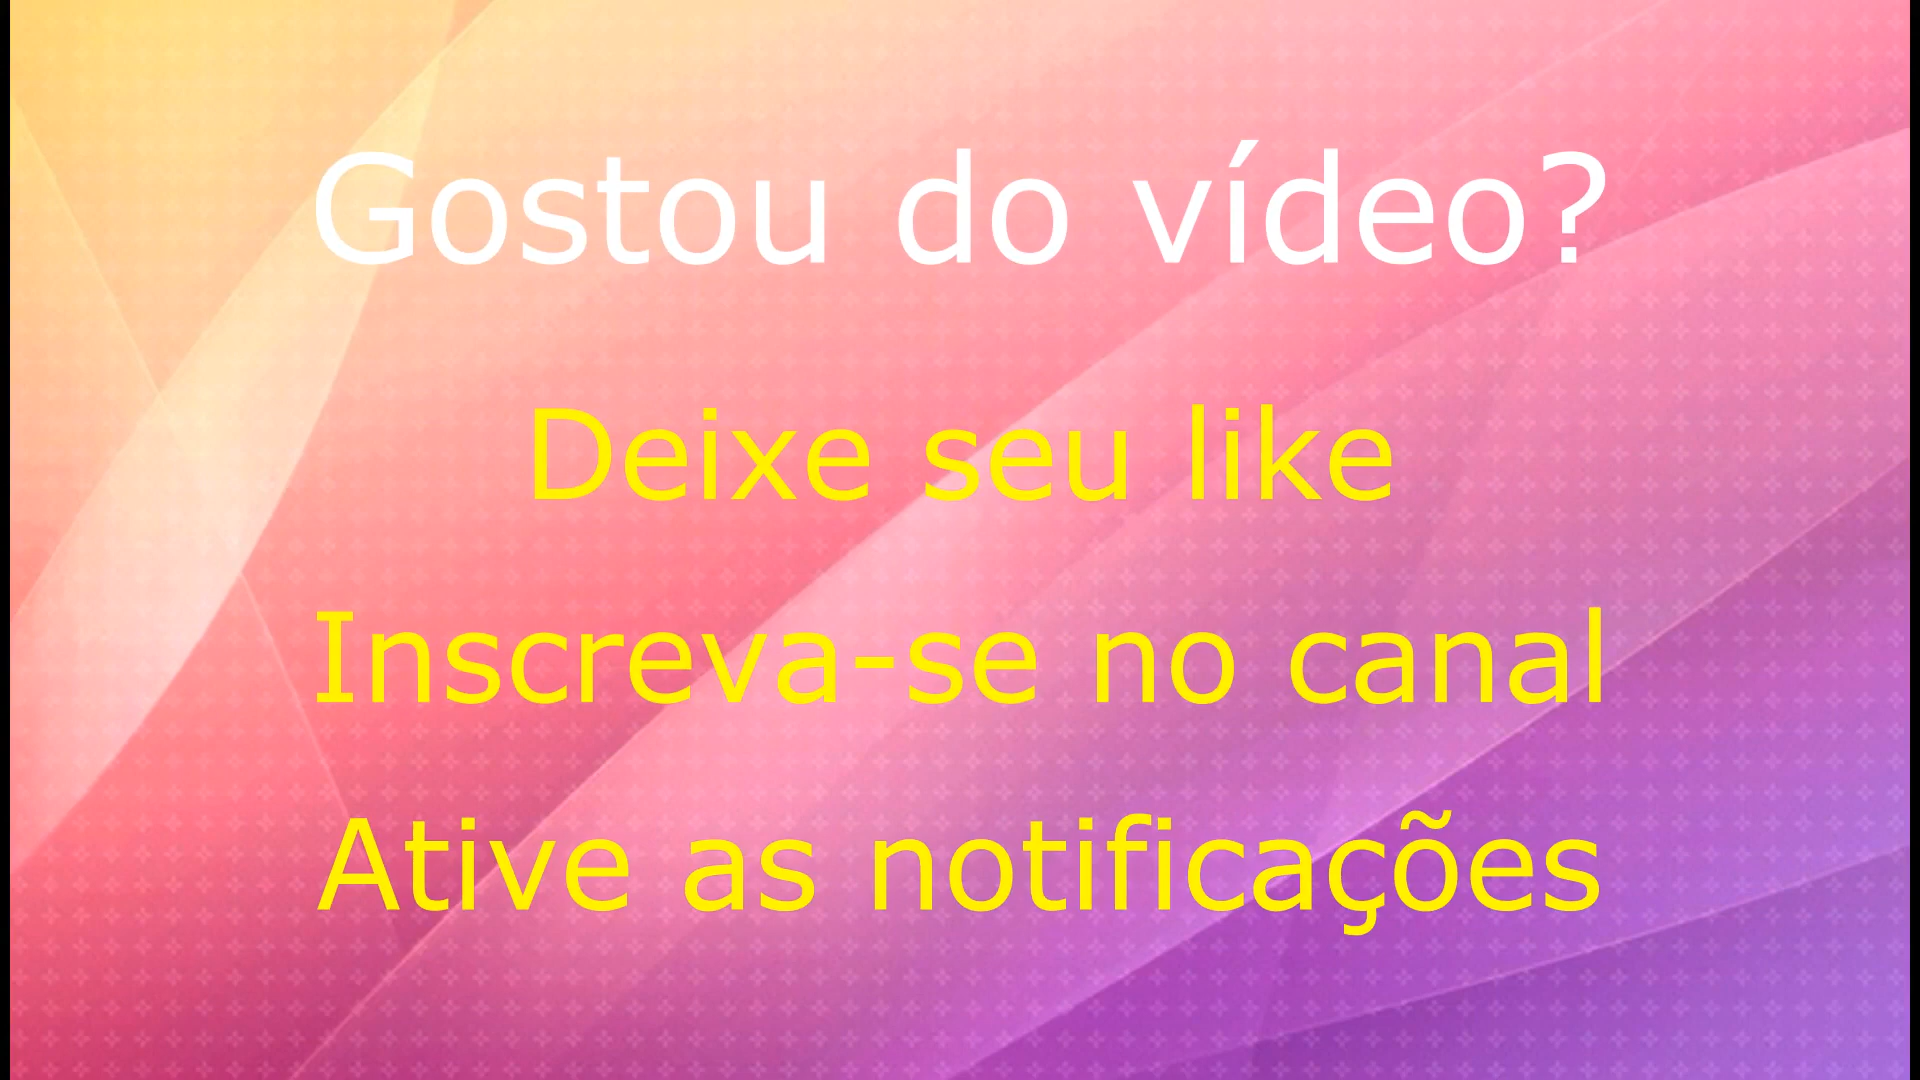 Gostou do vídeo?
Deixe seu like
Inscreva-se no canal
Ative as notificações